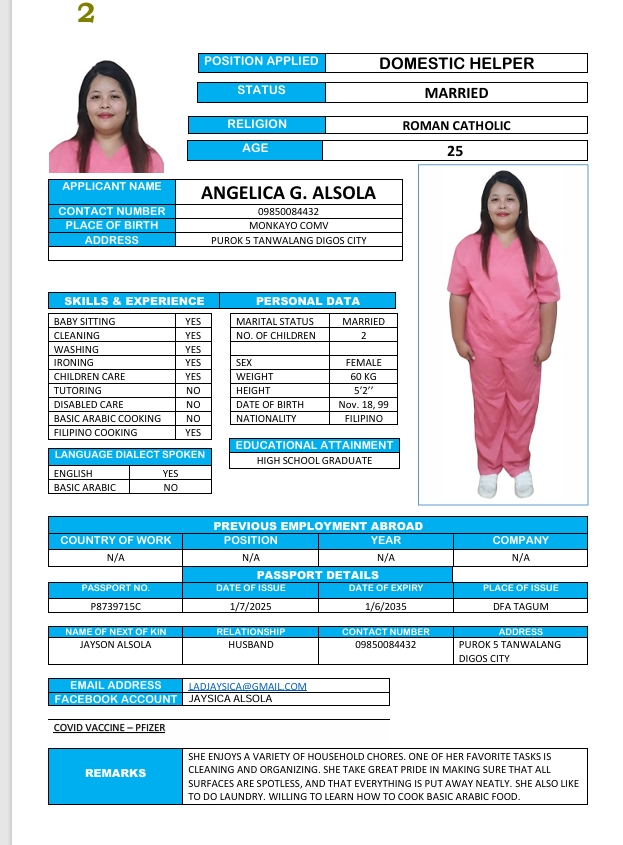 2
POSITION APPLIED DOMESTIC HELPER
STATUS MARRIED
RELIGION ROMAN CATHOLIC
AGE 25
APPLICANT NAME ANGELICA G. ALSOLA
CONTACT NUMBER 09850084432
PLACE OF BIRTH MONKAYO COMV
ADDRESS PUROK 5 TANWALANG DIGOS CITY
SKILLS & EXPERIENCE PERSONAL DATA
BABY SITTING YES MARITAL STATUS MARRIED
CLEANING YES NO. OF CHILDREN 2
WASHING YES
IRONING YES SEX FEMALE
CHILDREN CARE YES WEIGHT 60 KG
TUTORING NO HEIGHT 5’2’’
DISABLED CARE NO DATE OF BIRTH Nov. 18, 99
BASIC ARABIC COOKING NO NATIONALITY FILIPINO
FILIPINO COOKING YES
EDUCATIONAL ATTAINMENT
LANGUAGE DIALECT SPOKEN HIGH SCHOOL GRADUATE
ENGLISH YES
BASIC ARABIC NO
PREVIOUS EMPLOYMENT ABROAD
COUNTRY OF WORK POSITION YEAR COMPANY
N/A N/A N/A N/A
PASSPORT DETAILS
PASSPORT NO. DATE OF ISSUE DATE OF EXPIRY PLACE OF ISSUE
P8739715C 1/7/2025 1/6/2035 DFA TAGUM
NAME OF NEXT OF KIN RELATIONSHIP CONTACT NUMBER ADDRESS
JAYSON ALSOLA HUSBAND 09850084432 PUROK 5 TANWALANG
DIGOS CITY
EMAIL ADDRESS LADJAYSICA@GMAIL.COM
FACEBOOK ACCOUNT JAYSICA ALSOLA
COVID VACCINE – PFIZER
REMARKS
SHE ENJOYS A VARIETY OF HOUSEHOLD CHORES. ONE OF HER FAVORITE TASKS IS
CLEANING AND ORGANIZING. SHE TAKE GREAT PRIDE IN MAKING SURE THAT ALL
SURFACES ARE SPOTLESS, AND THAT EVERYTHING IS PUT AWAY NEATLY. SHE ALSO LIKE
TO DO LAUNDRY. WILLING TO LEARN HOW TO COOK BASIC ARABIC FOOD.